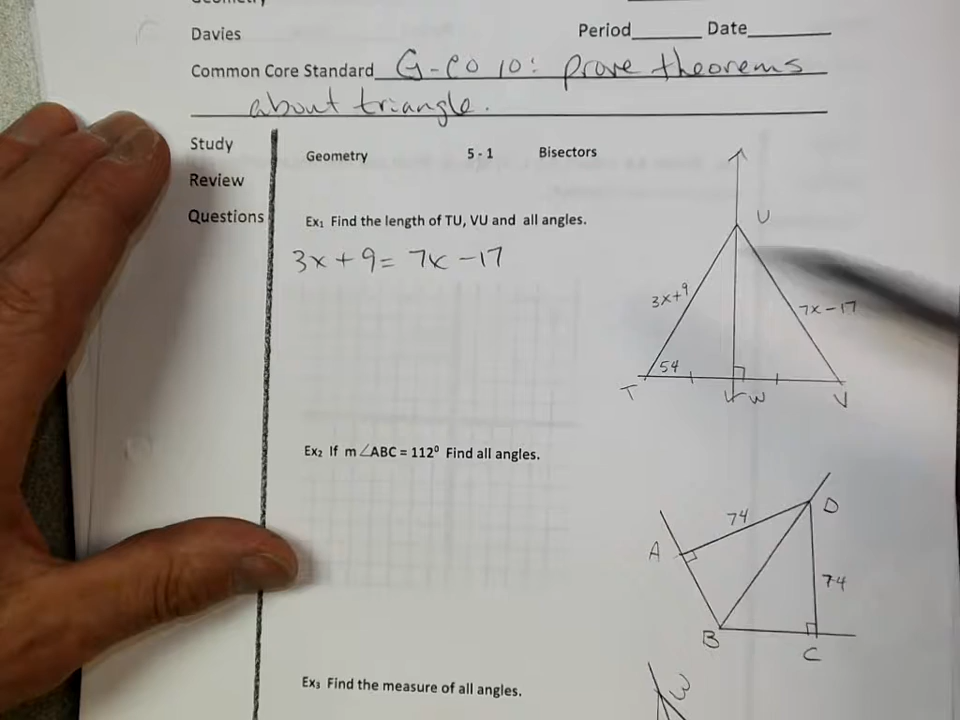 Davies Period______ Date________
Common Core Standard G-CO 10: prove theorems
about triangle.
Study
Review
Questions
Geometry 5-1 Bisectors
Ex1 Find the length of TU, VU and all angles.
3x+9=7x-17
U
3x+9
7x-17
54
T
W
V
Ex2 If m∠ABC = 112⁰ Find all angles.
D
74
A
74
B
C
Ex3 Find the measure of all angles.
W